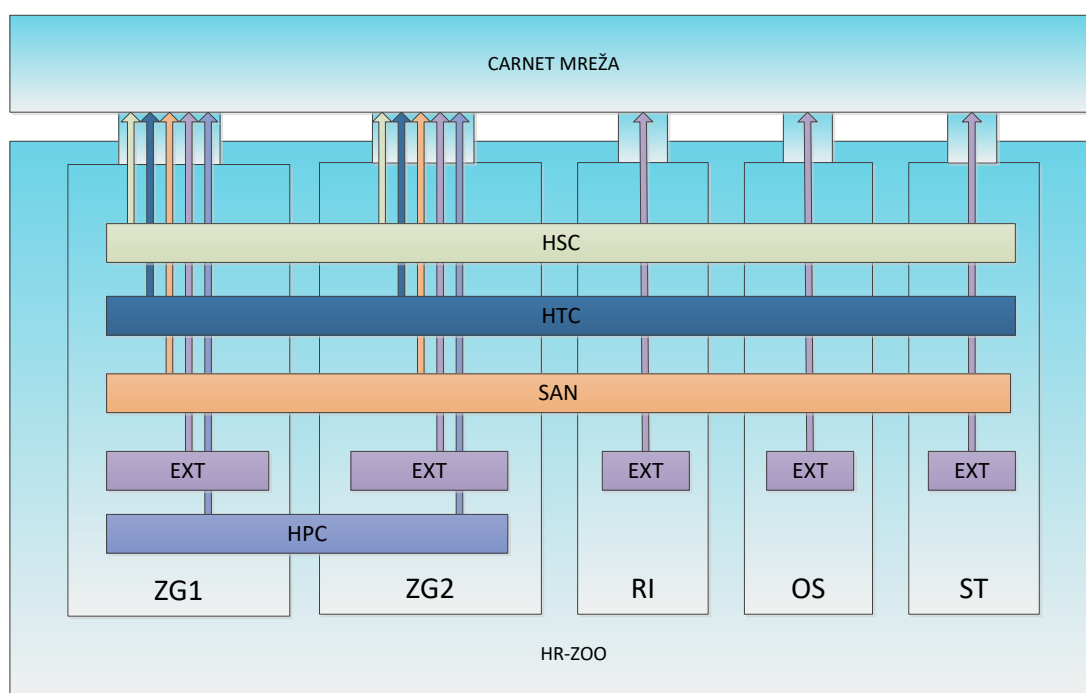 CARNET MREŽA
HSC
HTC
SAN
EXT
EXT
EXT
EXT
EXT
HPC
ZG1
ZG2
RI
OS
ST
HR-ZOO